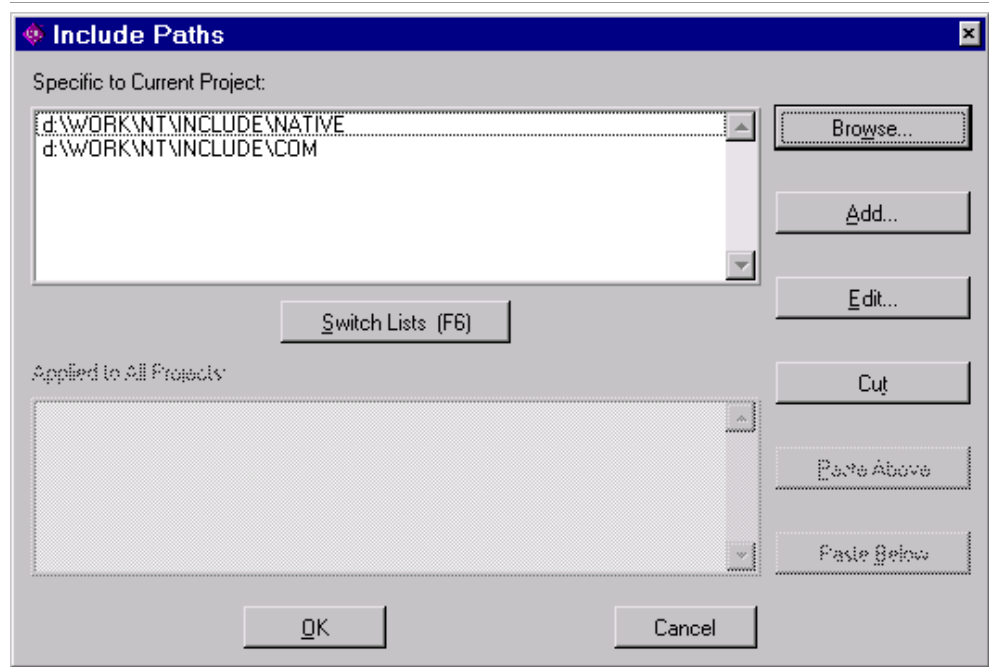 Include Paths
Specific to Current Project:
d:\WORK\NT\INCLUDE\NATIVE
d:\WORK\NT\INCLUDE\COM
Browse...
Add...
Edit...
Switch Lists (F6)
Applied to All Projects:
Cut
Paste Above
Paste Below
OK
Cancel